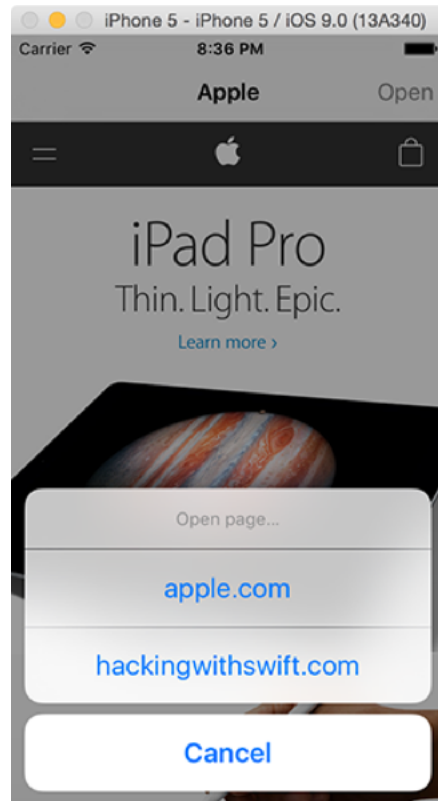 iPhone 5 - iPhone 5 / iOS 9.0 (13A340)
Carrier 8:36 PM
Apple Open
iPad Pro
Thin. Light. Epic.
Learn more ›
Open page...
apple.com
hackingwithswift.com
Cancel